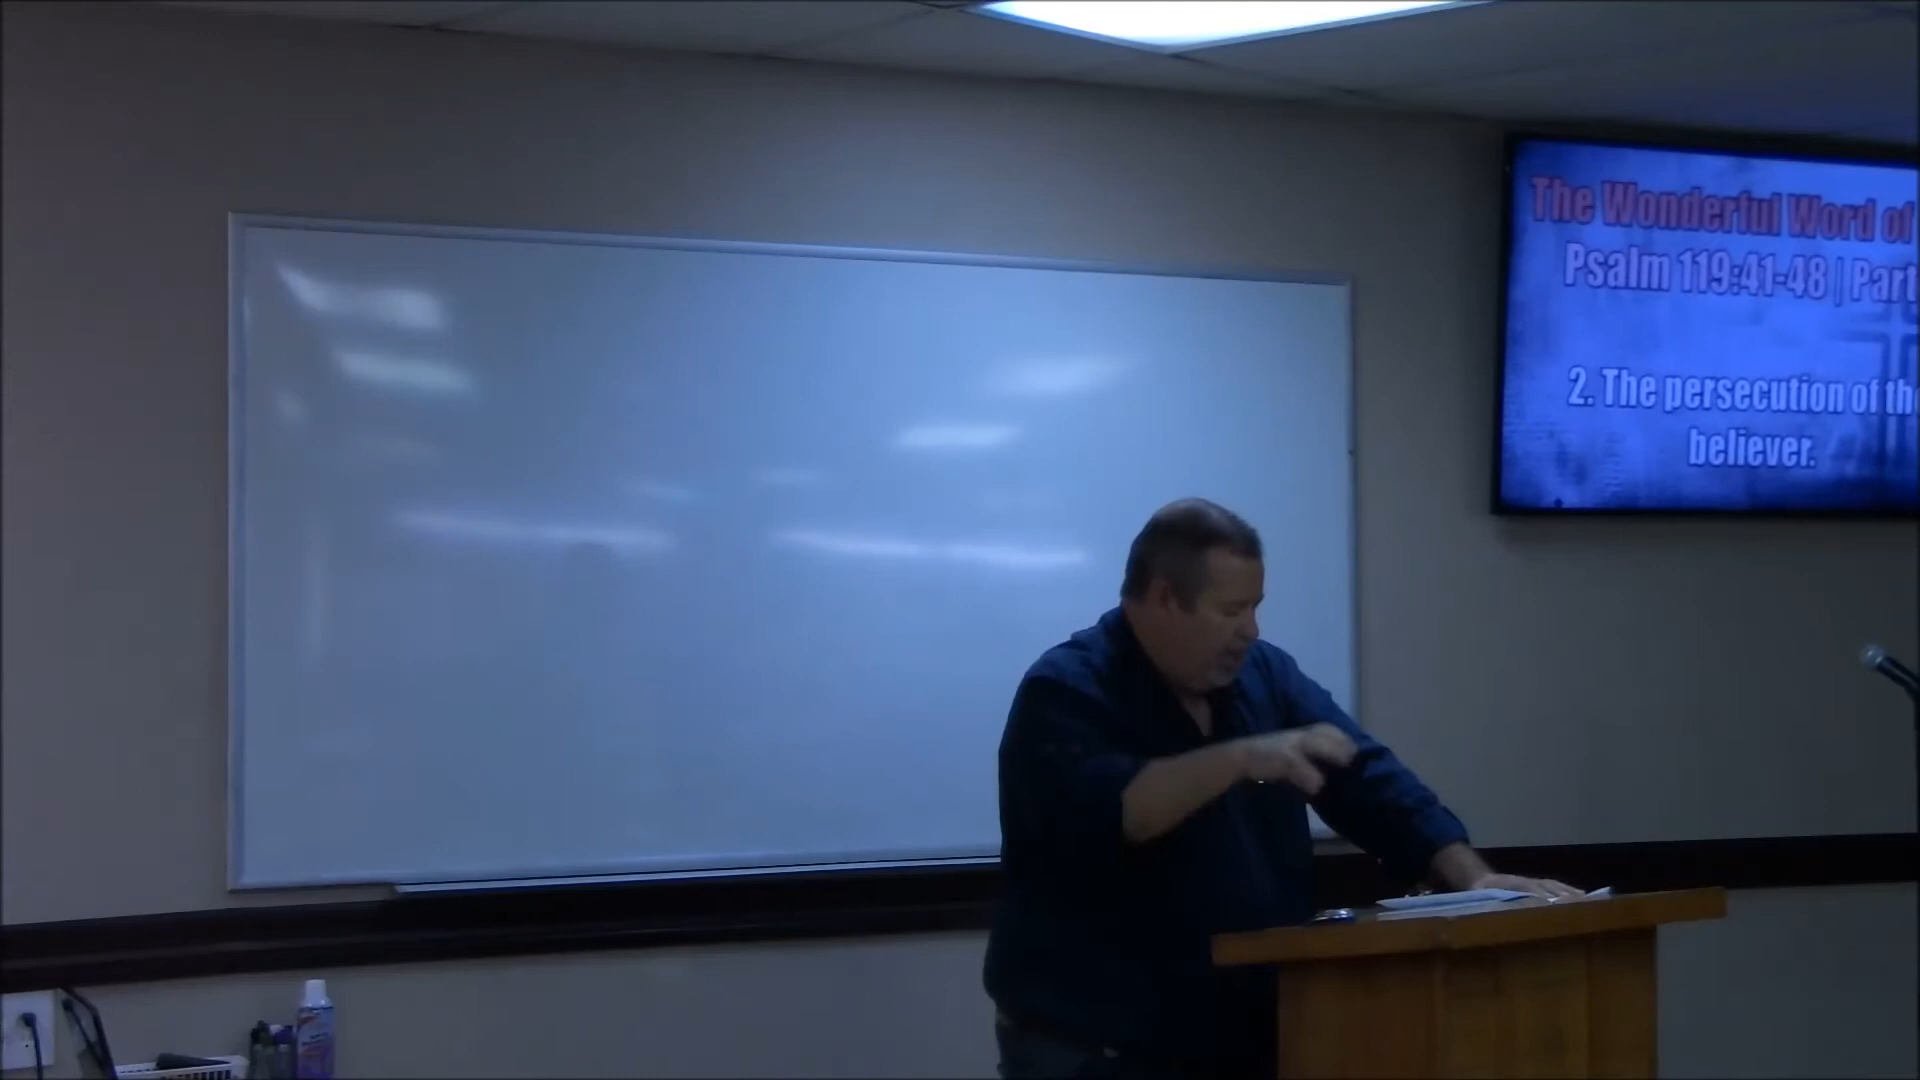 The Wonderful Word of
Psalm 119:41-48 | Part
2. The persecution of the
believer.